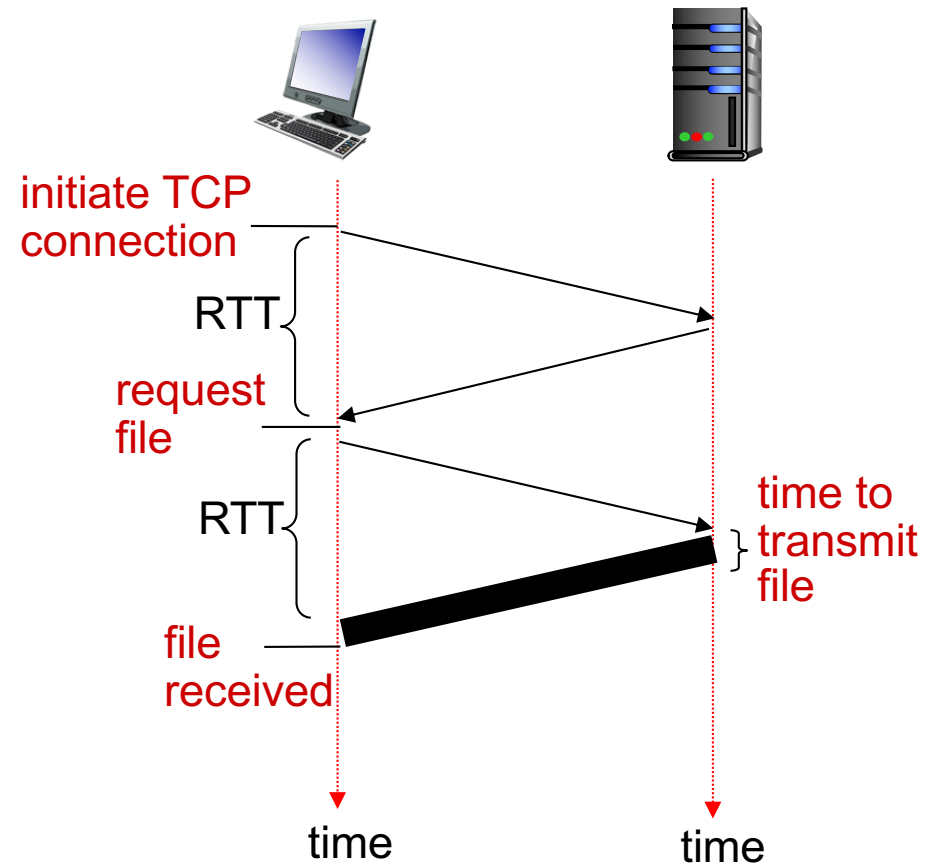 initiate TCP
connection
RTT
request
file
RTT
time to
transmit
file
file
received
time
time